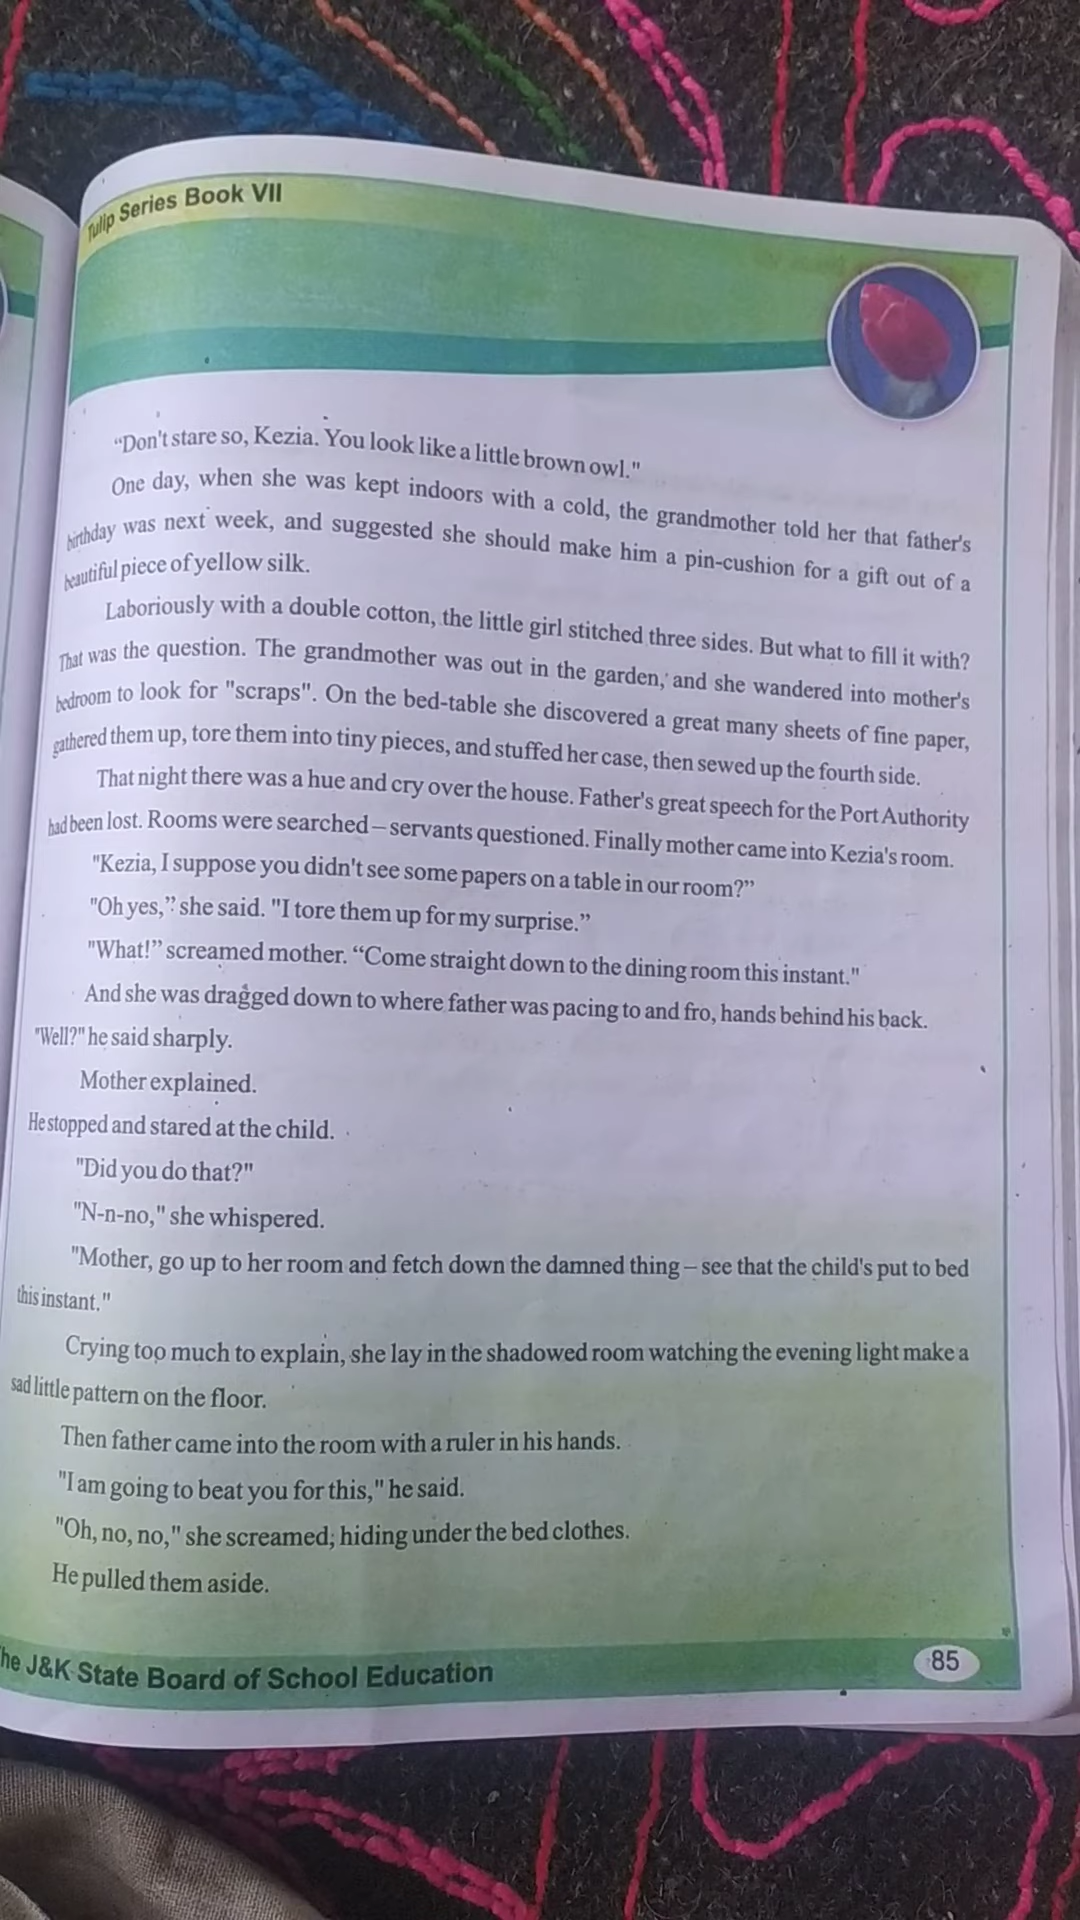 Tulip Series Book VII
“Don't stare so, Kezia. You look like a little brown owl."
One day, when she was kept indoors with a cold, the grandmother told her that father's
birthday was next week, and suggested she should make him a pin-cushion for a gift out of a
beautiful piece of yellow silk.
Laboriously with a double cotton, the little girl stitched three sides. But what to fill it with?
That was the question. The grandmother was out in the garden, and she wandered into mother's
bedroom to look for "scraps". On the bed-table she discovered a great many sheets of fine paper,
gathered them up, tore them into tiny pieces, and stuffed her case, then sewed up the fourth side.
That night there was a hue and cry over the house. Father's great speech for the Port Authority
had been lost. Rooms were searched – servants questioned. Finally mother came into Kezia's room.
"Kezia, I suppose you didn't see some papers on a table in our room?”
"Oh yes,” she said. "I tore them up for my surprise.”
"What!” screamed mother. “Come straight down to the dining room this instant."
And she was dragged down to where father was pacing to and fro, hands behind his back.
"Well?" he said sharply.
Mother explained.
He stopped and stared at the child.
"Did you do that?"
"N-n-no," she whispered.
"Mother, go up to her room and fetch down the damned thing – see that the child's put to bed
this instant."
Crying too much to explain, she lay in the shadowed room watching the evening light make a
sad little pattern on the floor.
Then father came into the room with a ruler in his hands.
"I am going to beat you for this," he said.
"Oh, no, no," she screamed; hiding under the bed clothes.
He pulled them aside.
he J&K State Board of School Education
85